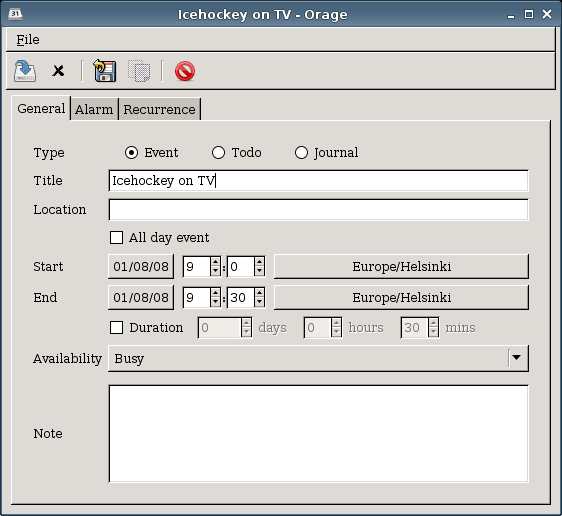 31 Icehockey on TV - Orage
File
General Alarm Recurrence
Type Event Todo Journal
Title Icehockey on TV
Location
All day event
Start 01/08/08 9 : 0 Europe/Helsinki
End 01/08/08 9 : 30 Europe/Helsinki
Duration 0 days 0 hours 30 mins
Availability Busy
Note